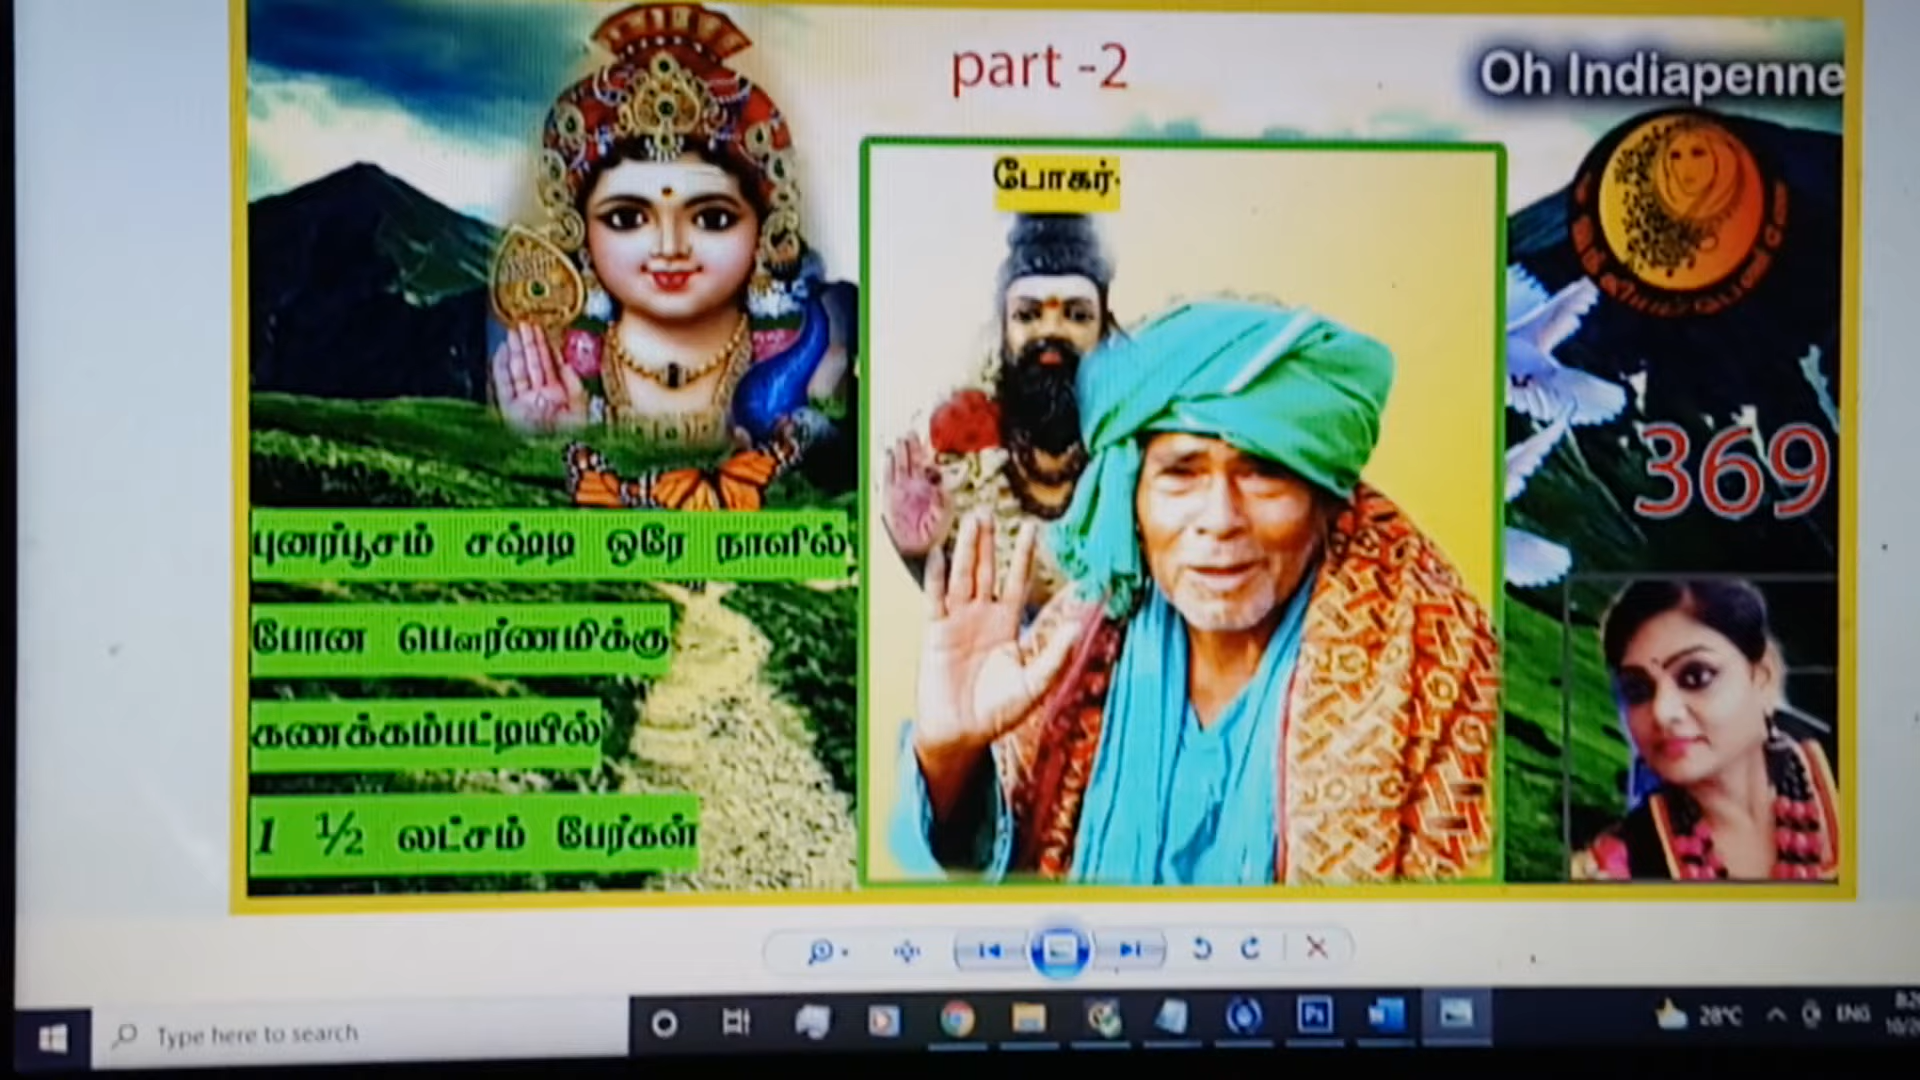 part -2
Oh Indiapenne
போகர்.
369
புனர்பூசம் சஷ்டி ஒரே நாளில்
போன பௌர்ணமிக்கு
கணக்கம்பட்டியில்
1 ½ லட்சம் பேர்கள்
Type here to search
Ps
28°C
ENG